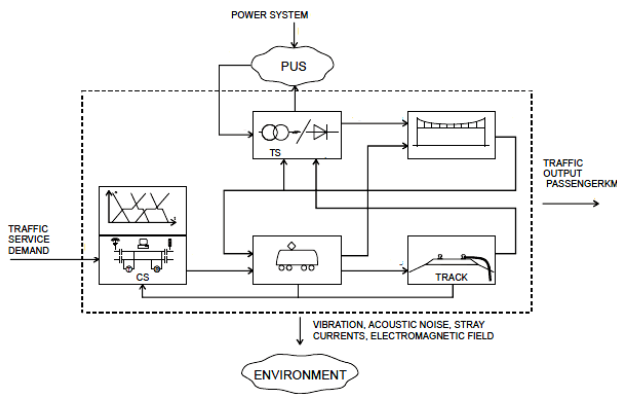 POWER SYSTEM
PUS
TS
TRAFFIC
OUTPUT
PASSENGERKM
TRAFFIC
SERVICE
DEMAND
CS
TRACK
VIBRATION, ACOUSTIC NOISE, STRAY
CURRENTS, ELECTROMAGNETIC FIELD
ENVIRONMENT